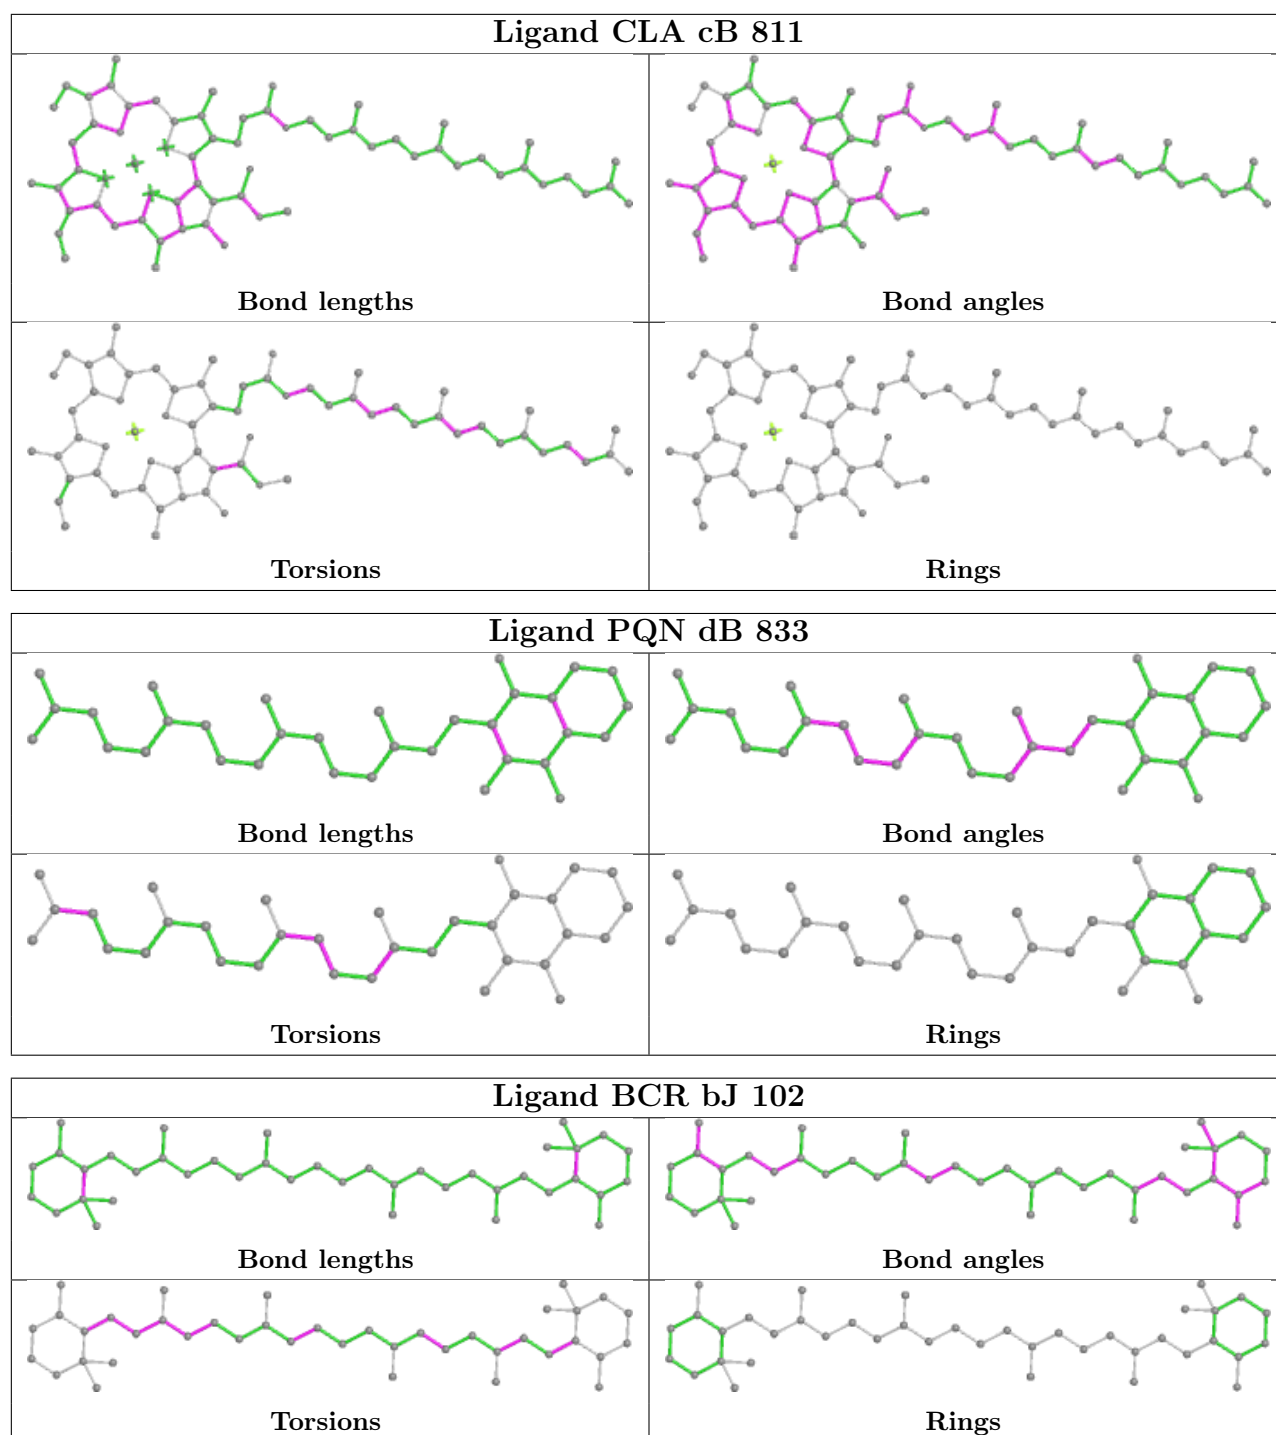 Ligand CLA cB 811
Bond lengths
Bond angles
Torsions
Rings
Ligand PQN dB 833
Bond lengths
Bond angles
Torsions
Rings
Ligand BCR bJ 102
Bond lengths
Bond angles
Torsions
Rings